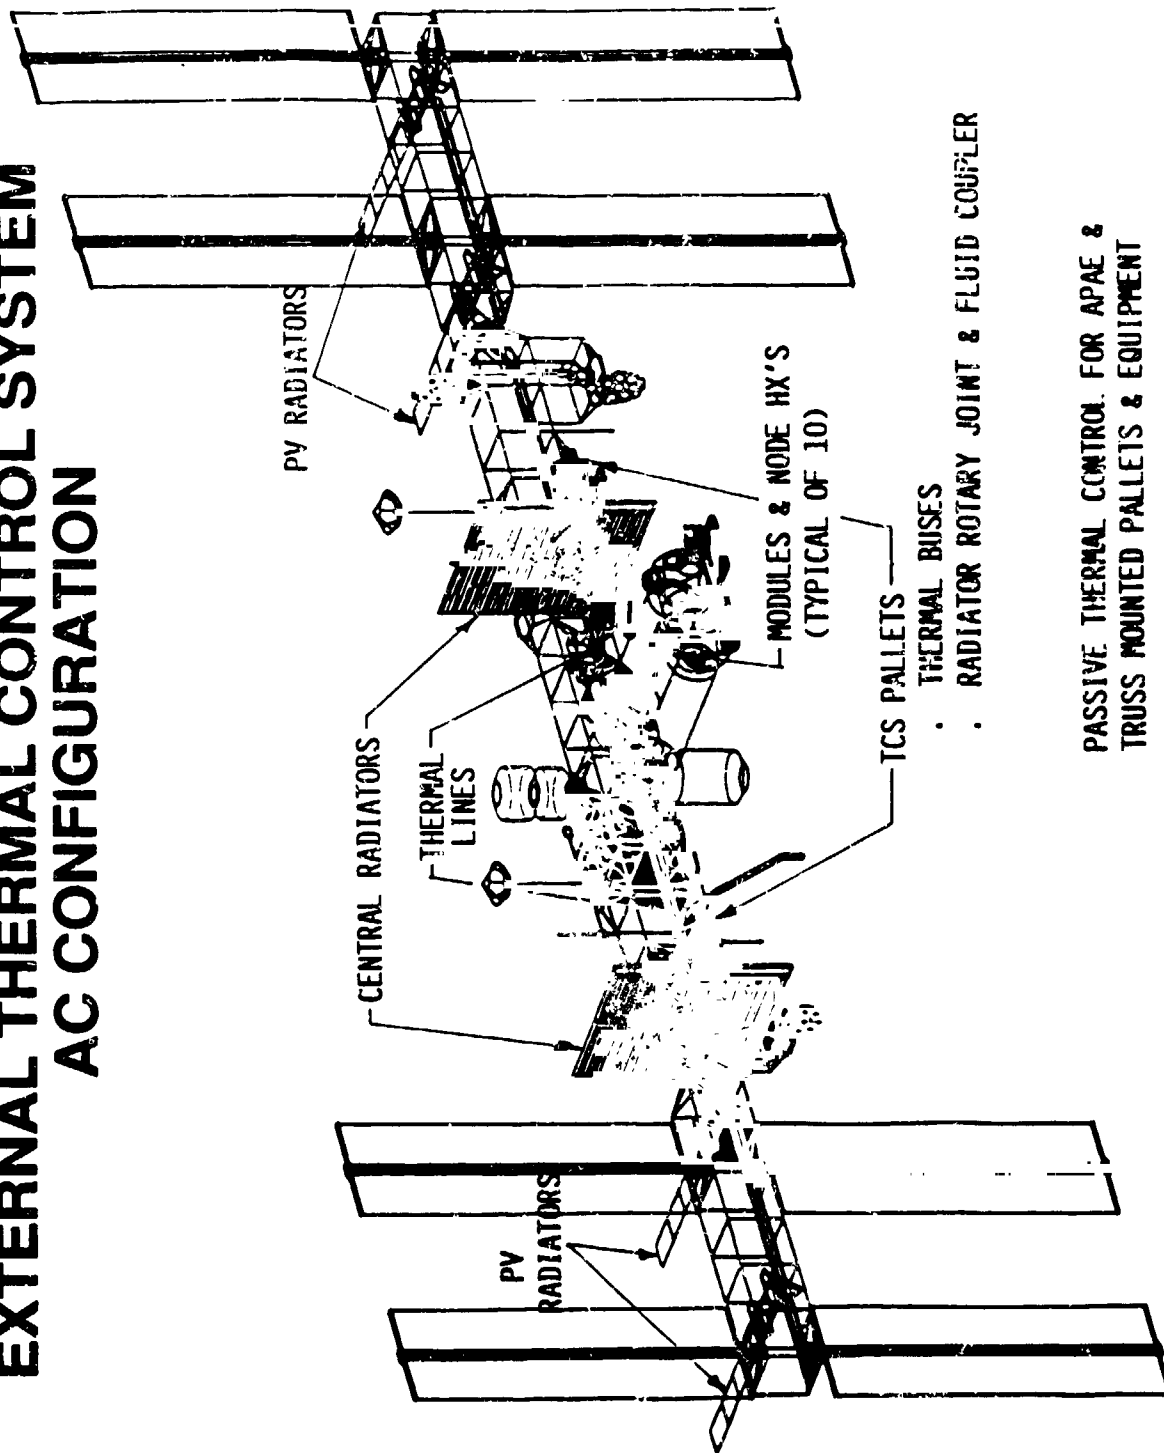 EXTERNAL THERMAL CONTROL SYSTEM
AC CONFIGURATION
PV RADIATORS
CENTRAL RADIATORS
THERMAL
LINES
PV
RADIATORS
MODULES & NODE HX'S
(TYPICAL OF 10)
TCS PALLETS
· THERMAL BUSES
· RADIATOR ROTARY JOINT & FLUID COUPLER
PASSIVE THERMAL CONTROL FOR APAE &
TRUSS MOUNTED PALLETS & EQUIPMENT